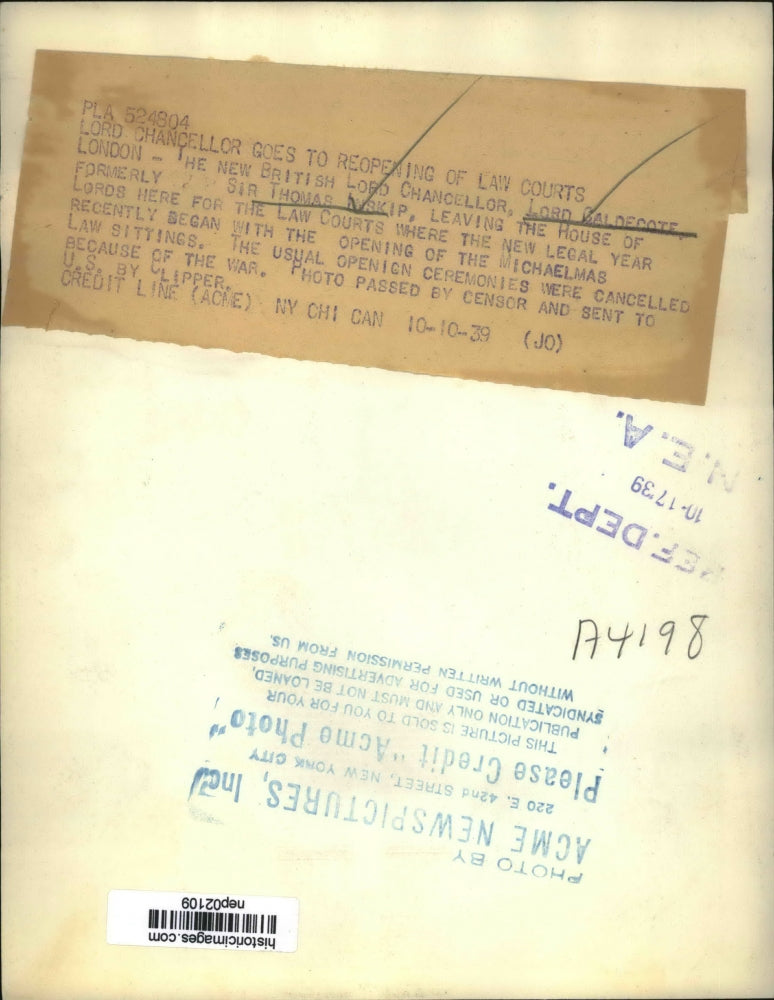 PLA 524804
LORD CHANCELLOR GOES TO REOPENING OF LAW COURTS
LONDON - THE NEW BRITISH LORD CHANCELLOR, LORD CALDECOTE,
FORMERLY SIR THOMAS INSKIP, LEAVING THE HOUSE OF
LORDS HERE FOR THE LAW COURTS WHERE THE NEW LEGAL YEAR
RECENTLY BEGAN WITH THE OPENING OF THE MICHAELMAS
LAW SITTINGS. THE USUAL OPENIGN CEREMONIES WERE CANCELLED
BECAUSE OF THE WAR. PHOTO PASSED BY CENSOR AND SENT TO
U.S. BY CLIPPER.
CREDIT LINE (ACME) NY CHI CAN 10-10-39 (JO)
N.E.A.
10-17'39
REF. DEPT.
A4198
PHOTO BY
ACME NEWSPICTURES, Inc.
220 E. 42nd STREET, NEW YORK CITY
Please Credit "Acme Photo"
THIS PICTURE IS SOLD TO YOU FOR YOUR
PUBLICATION ONLY AND MUST NOT BE LOANED,
SYNDICATED OR USED FOR ADVERTISING PURPOSES
WITHOUT WRITTEN PERMISSION FROM US.
historicimages.com
nep02109